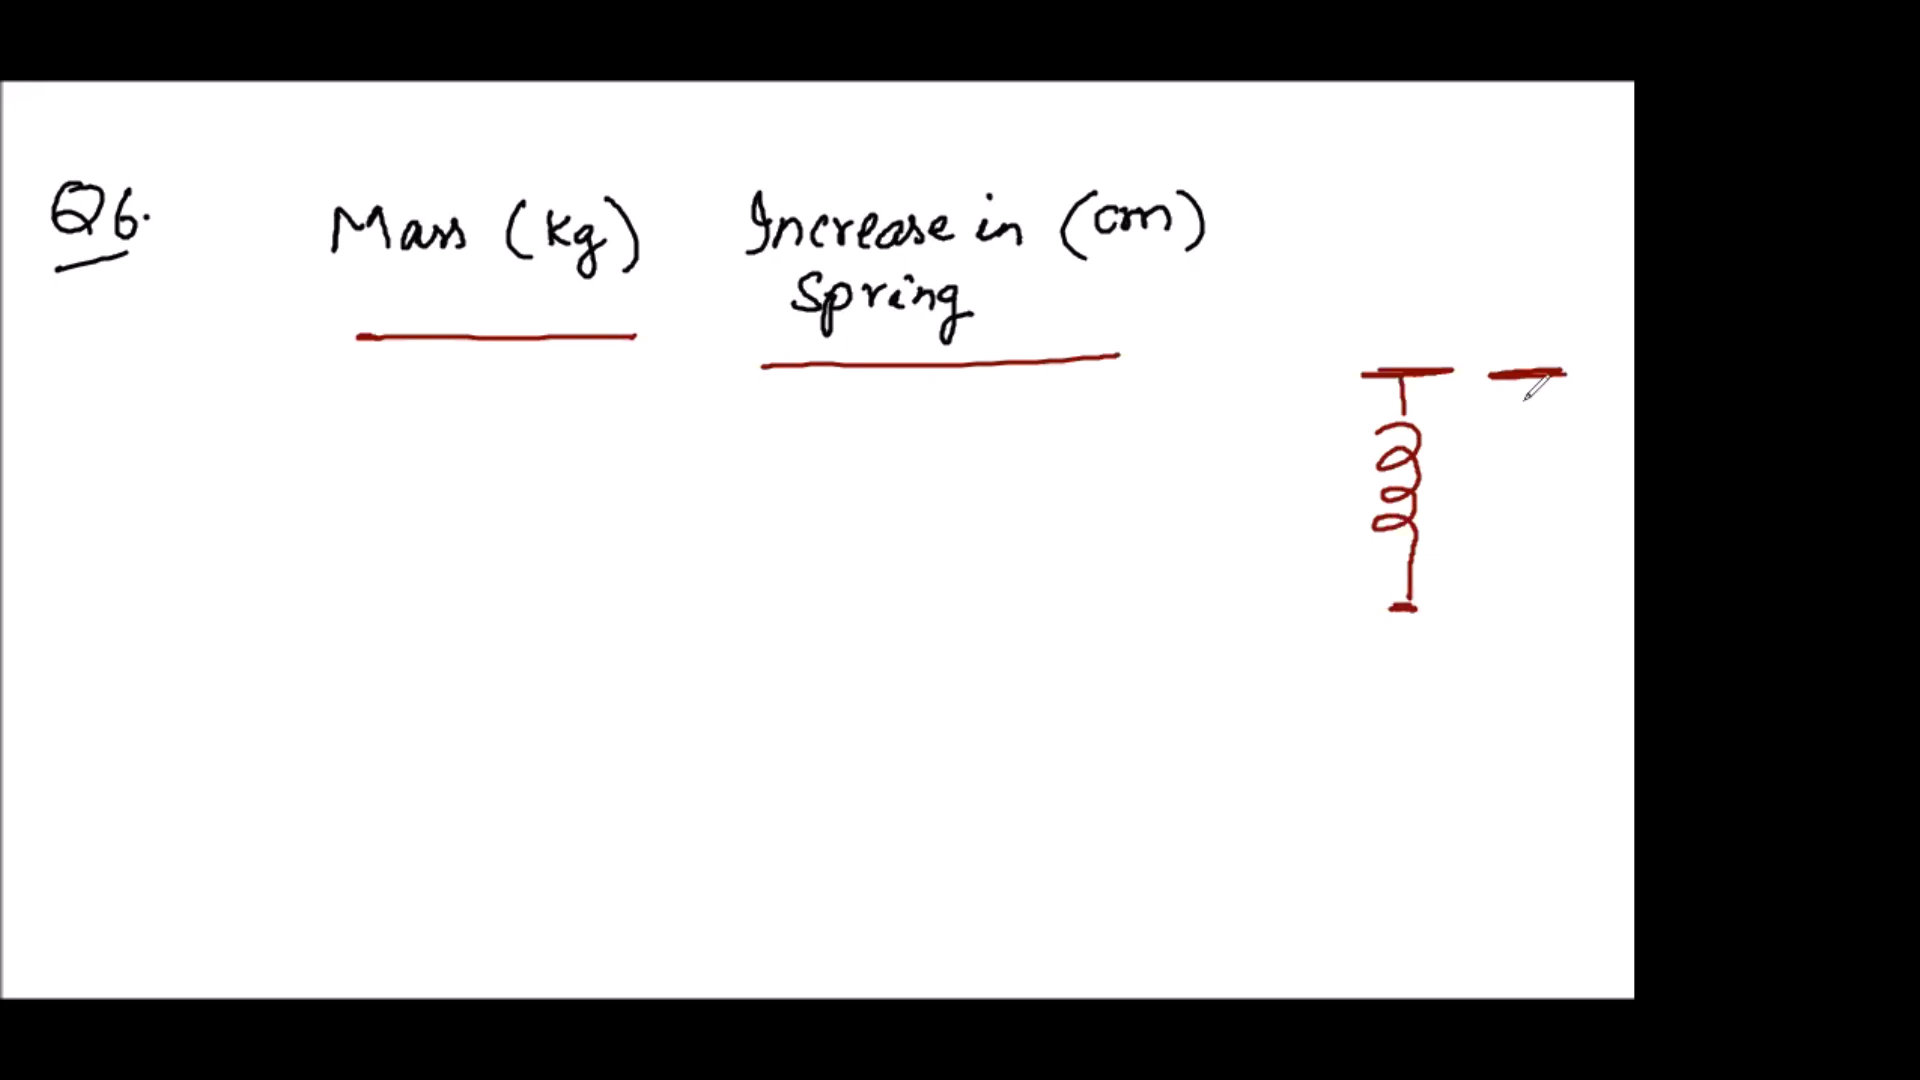 Q6. Mass (kg) Increase in (cm)
Spring